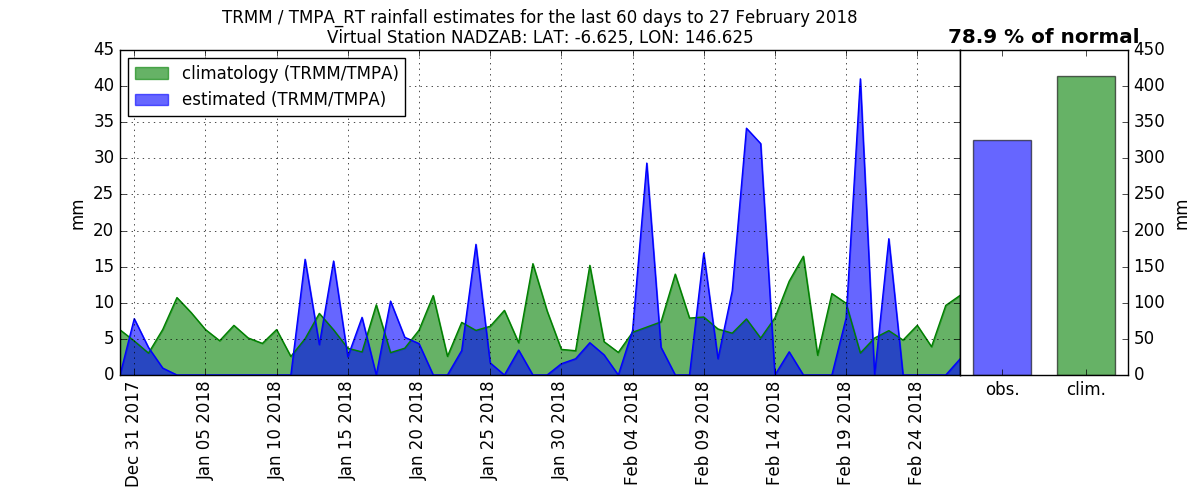 TRMM / TMPA_RT rainfall estimates for the last 60 days to 27 February 2018
Virtual Station NADZAB: LAT: -6.625, LON: 146.625
78.9 % of normal
climatology (TRMM/TMPA)
estimated (TRMM/TMPA)
mm
45
40
35
30
25
20
15
10
5
0
Dec 31 2017
Jan 05 2018
Jan 10 2018
Jan 15 2018
Jan 20 2018
Jan 25 2018
Jan 30 2018
Feb 04 2018
Feb 09 2018
Feb 14 2018
Feb 19 2018
Feb 24 2018
obs.
clim.
450
400
350
300
250
200
150
100
50
0
mm